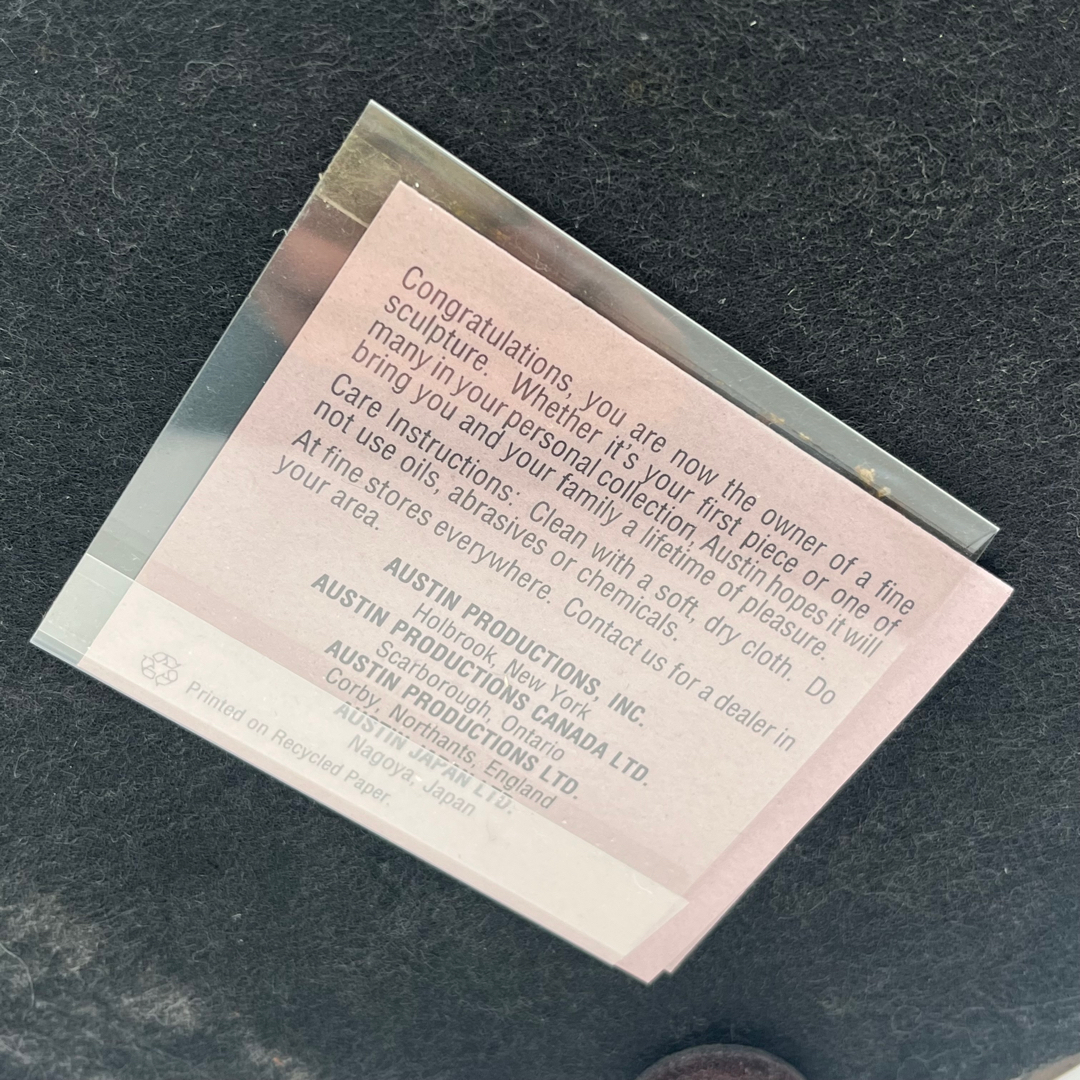 Congratulations, you are now the owner of a fine
sculpture. Whether it's your first piece or one of
many in your personal collection, Austin hopes it will
bring you and your family a lifetime of pleasure.
Care Instructions: Clean with a soft, dry cloth. Do
not use oils, abrasives or chemicals.
At fine stores everywhere. Contact us for a dealer in
your area.
AUSTIN PRODUCTIONS, INC.
Holbrook, New York
AUSTIN PRODUCTIONS CANADA LTD.
Scarborough, Ontario
AUSTIN PRODUCTIONS LTD.
Corby, Northants, England
AUSTIN JAPAN LTD.
Nagoya, Japan
Printed on Recycled Paper.